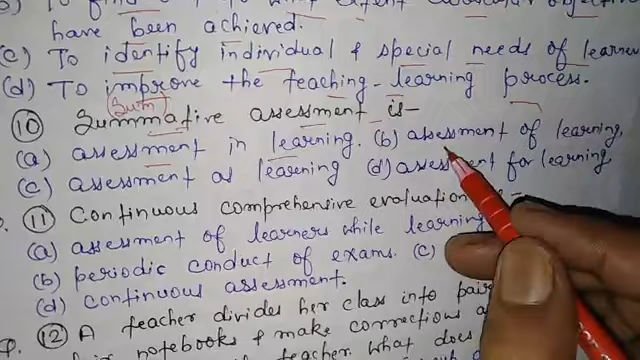 have been achieved.
(c) To identify individual & special needs of learner
(d) To improve the teaching-learning process.
(Sum)
(10) Summative assessment is-
(a) assessment in learning. (b) assessment of learning,
(c) assessment as learning (d) assessment for learning,
(11) Continuous comprehensive evaluation
(a) assessment of learners while learning
(b) periodic conduct of exams. (c)
(d) continuous assessment.
(12) A teacher divides her class into pair
notebooks & make corrections
teacher. what does